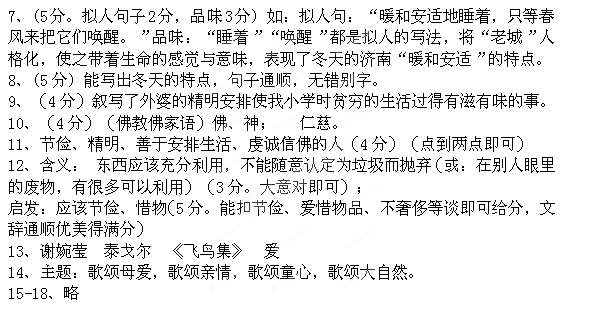 7、（5分。拟人句子2分，品味3分）如：拟人句：“暖和安适地睡着，只等春
风来把它们唤醒。”品味：“睡着”“唤醒”都是拟人的写法，将“老城”人
格化，使之带着生命的感觉与意味，表现了冬天的济南“暖和安适”的特点。
8、（5分）能写出冬天的特点，句子通顺，无错别字。
9、（4分）叙写了外婆的精明安排使我小学时贫穷的生活过得有滋有味的事。
10、（4分）（佛教佛家语）佛、神； 仁慈。
11、节俭、精明、善于安排生活、虔诚信佛的人（4分）（点到两点即可）
12、含义： 东西应该充分利用，不能随意认定为垃圾而抛弃(或：在别人眼里
的废物，有很多可以利用）（3分。大意对即可）；
启发：应该节俭、惜物(5分。能扣节俭、爱惜物品、不奢侈等谈即可给分，文
辞通顺优美得满分）
13、谢婉莹 泰戈尔 《飞鸟集》 爱
14、主题：歌颂母爱，歌颂亲情，歌颂童心，歌颂大自然。
15-18、略